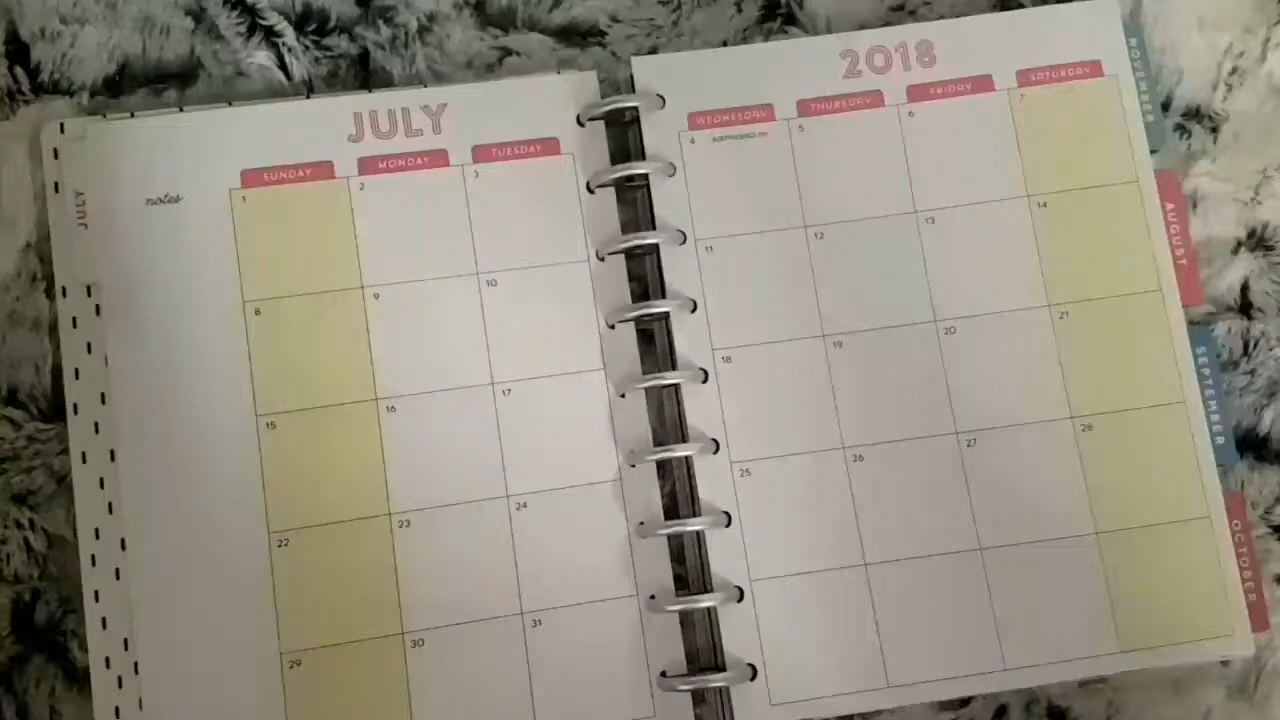 JULY 2018
SUNDAY MONDAY TUESDAY WEDNESDAY THURSDAY FRIDAY SATURDAY
JULY
notes
1 2 3 4 INDEPENDENCE DAY 5 6 7
8 9 10 11 12 13 14
15 16 17 18 19 20 21
22 23 24 25 26 27 28
29 30 31
NOVEMBER
AUGUST
SEPTEMBER
OCTOBER